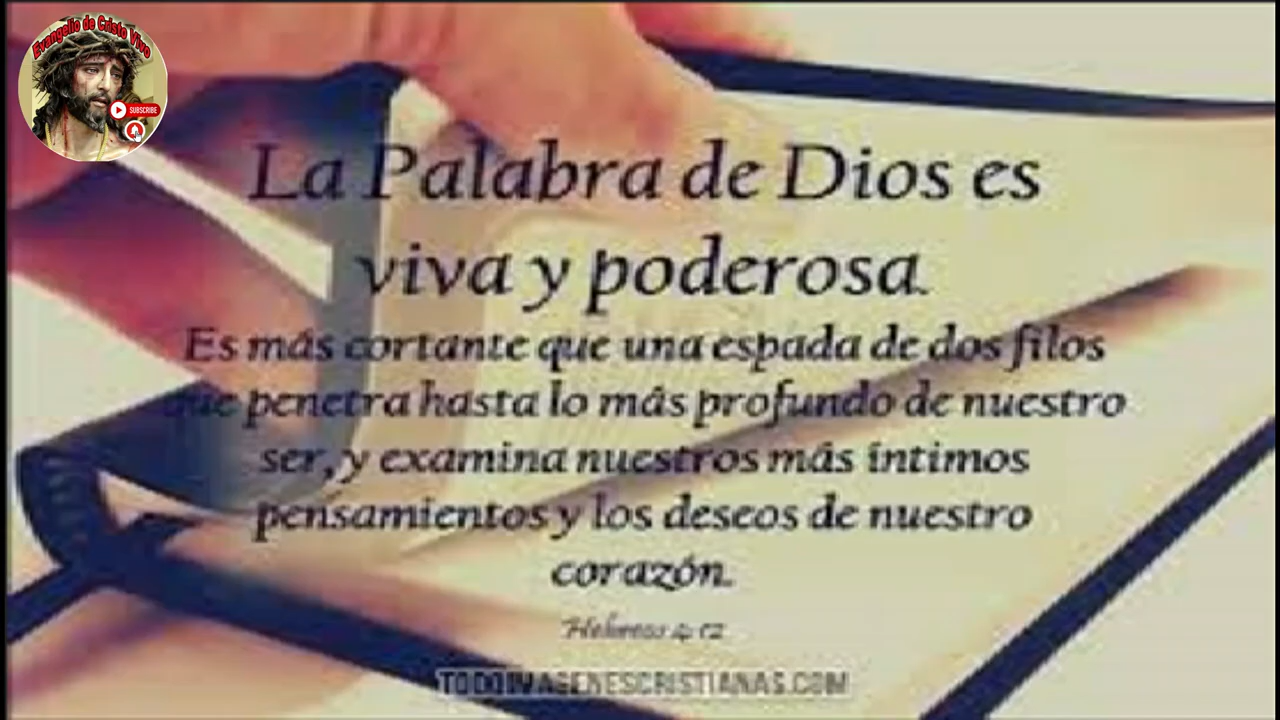 Evangelio de Cristo Vivo
SUBSCRIBE
La Palabra de Dios es
viva y poderosa.
Es más cortante que una espada de dos filos
que penetra hasta lo más profundo de nuestro
ser, y examina nuestros más íntimos
pensamientos y los deseos de nuestro
corazón.
Hebreos 4:12
TODOIMAGENESCRISTIANAS.COM